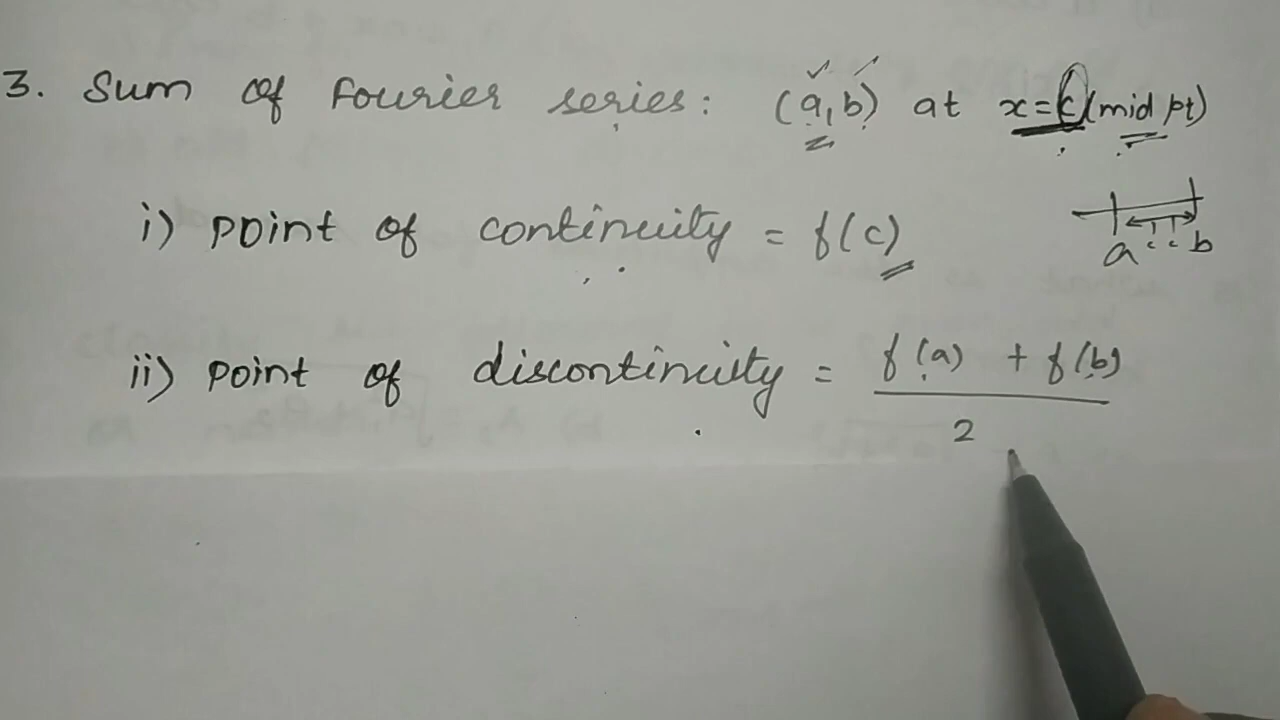 3. Sum of Fourier series: (a,b) at x=c (mid pt)
i) point of continuity = f(c)
a c c b
ii) point of discontinuity = f(a) + f(b)
2